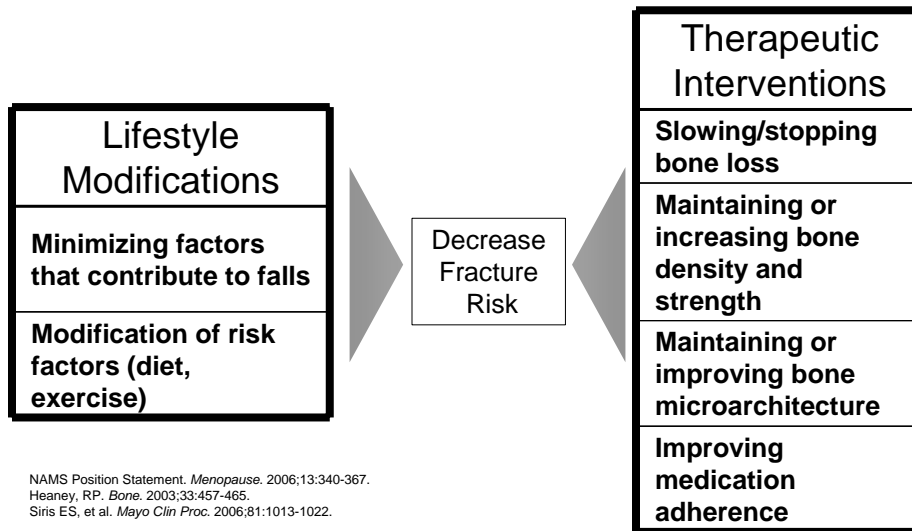 Lifestyle
Modifications
Minimizing factors
that contribute to falls
Modification of risk
factors (diet,
exercise)
Decrease
Fracture
Risk
Therapeutic
Interventions
Slowing/stopping
bone loss
Maintaining or
increasing bone
density and
strength
Maintaining or
improving bone
microarchitecture
Improving
medication
adherence
NAMS Position Statement. Menopause. 2006;13:340-367.
Heaney, RP. Bone. 2003;33:457-465.
Siris ES, et al. Mayo Clin Proc. 2006;81:1013-1022.